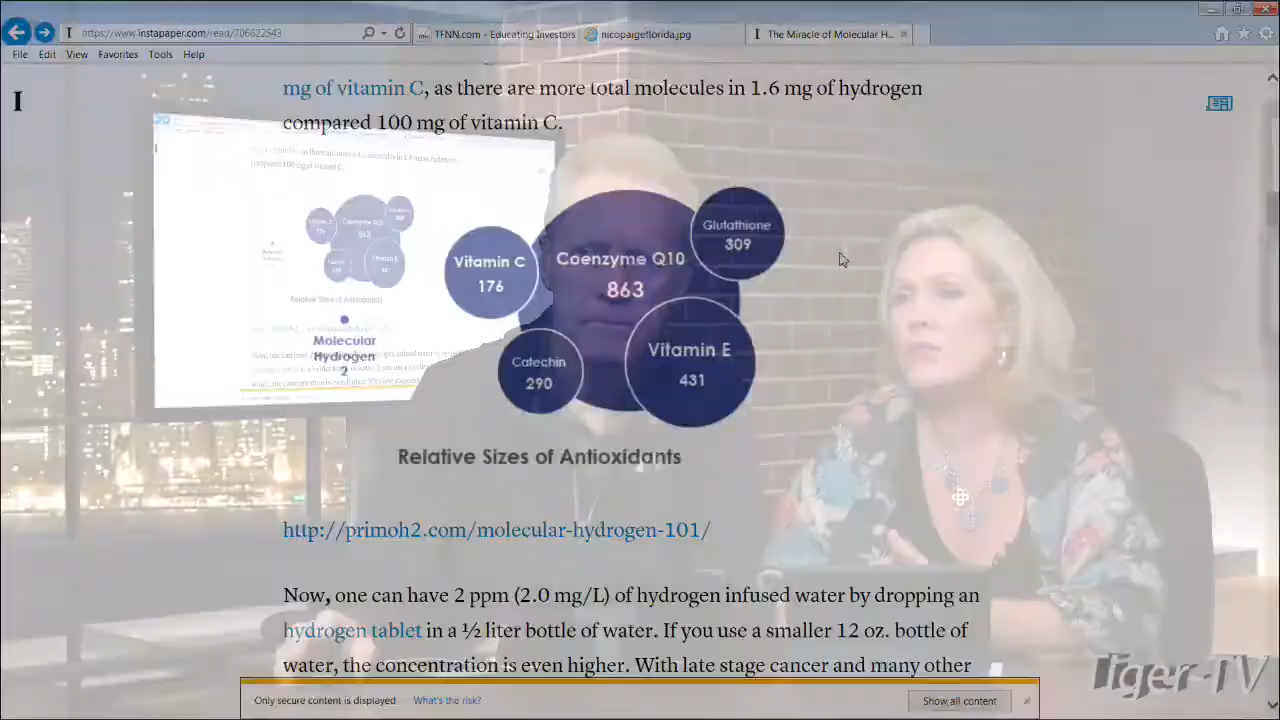 https://www.instapaper.com/read/706622543
TFNN.com - Educating Investors
nicopaigeflorida.jpg
The Miracle of Molecular H...
File Edit View Favorites Tools Help
I
mg of vitamin C, as there are more total molecules in 1.6 mg of hydrogen
compared 100 mg of vitamin C.
Glutathione
309
Vitamin C
176
Coenzyme Q10
863
Vitamin E
431
Catechin
290
Molecular
Hydrogen
2
Relative Sizes of Antioxidants
http://primoh2.com/molecular-hydrogen-101/
Now, one can have 2 ppm (2.0 mg/L) of hydrogen infused water by dropping an
hydrogen tablet in a ½ liter bottle of water. If you use a smaller 12 oz. bottle of
water, the concentration is even higher. With late stage cancer and many other
Only secure content is displayed What's the risk? Show all content
Tiger-TV